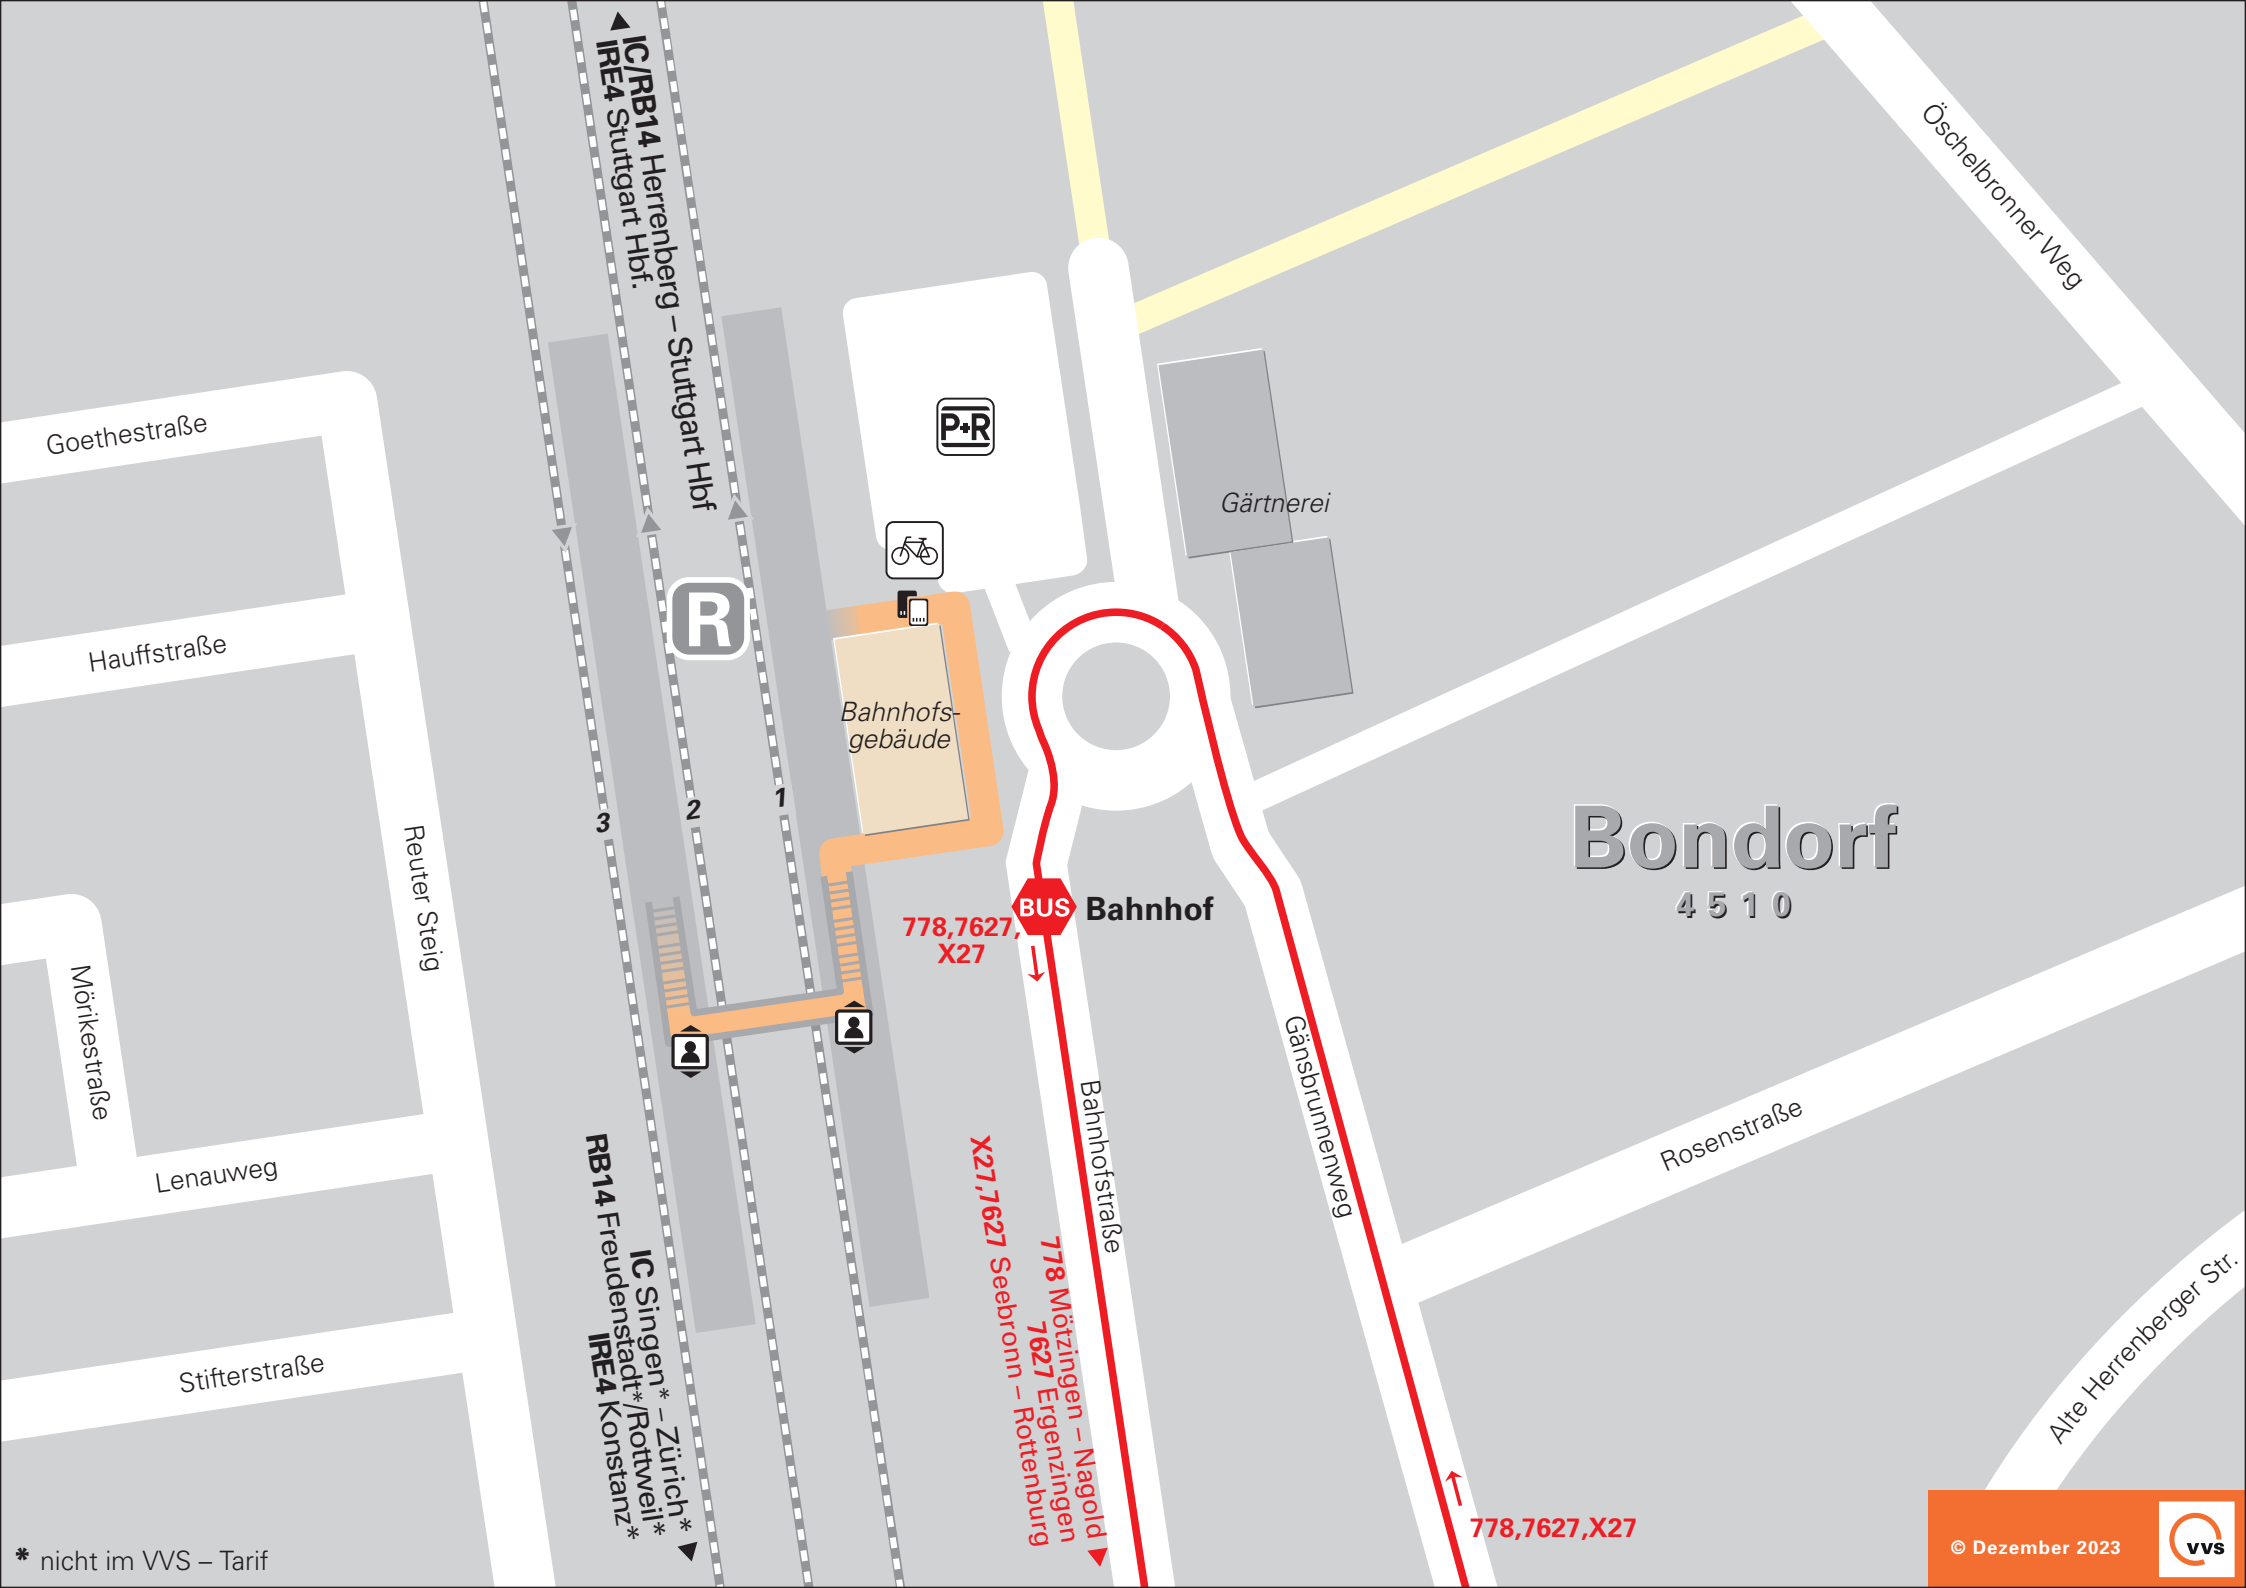 IC/RB14 Herrenberg – Stuttgart Hbf
IRE4 Stuttgart Hbf.
Öschelbronner Weg
P+R
Goethestraße
Gärtnerei
R
Hauffstraße
Bahnhofs-
gebäude
1
2
3
Bondorf
4510
Reuter Steig
BUS Bahnhof
778,7627,
X27
Mörikestraße
Gänsbrunnenweg
Bahnhofstraße
Rosenstraße
Lenauweg
RB14 Freudenstadt*/Rottweil*
IC Singen* – Zürich*
IRE4 Konstanz*
X27,7627 Seebronn – Rottenburg
778 Mötzingen – Nagold
7627 Ergenzingen
Alte Herrenberger Str.
Stifterstraße
778,7627,X27
* nicht im VVS – Tarif
© Dezember 2023
VVS